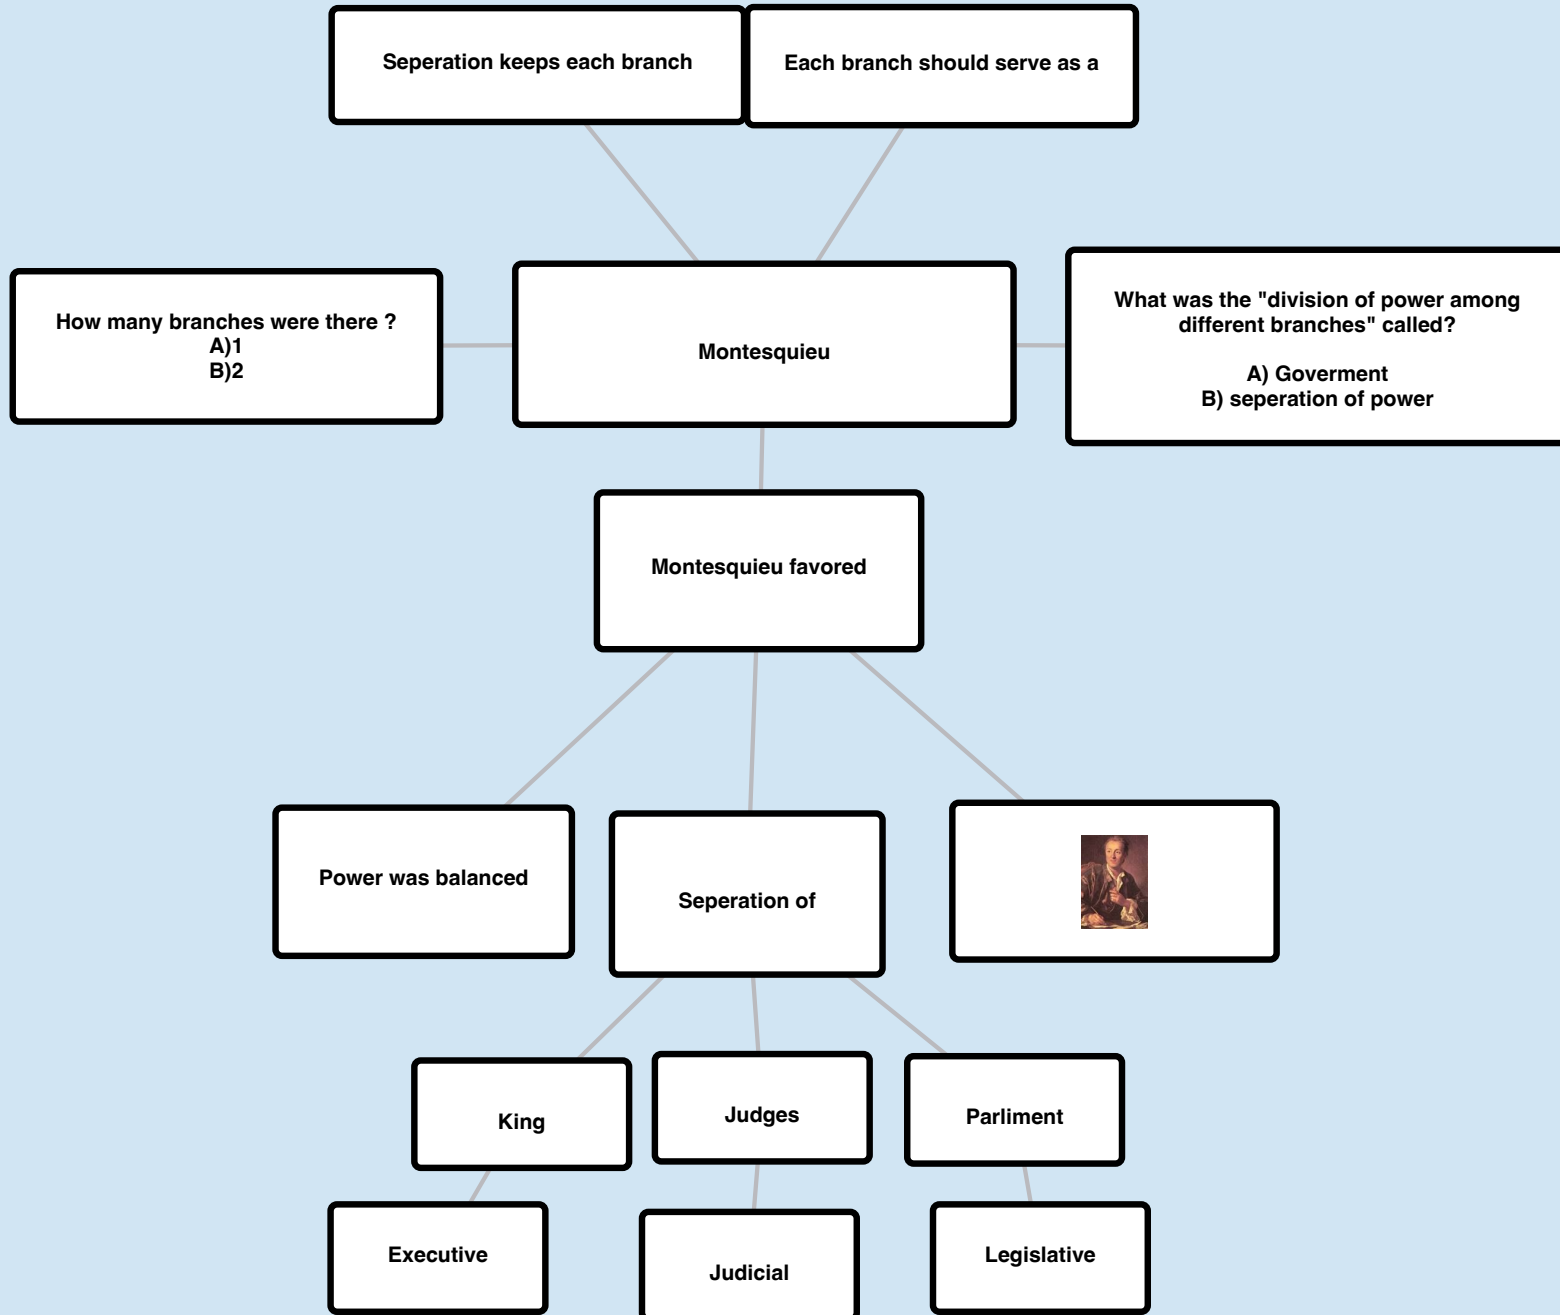 Seperation keeps each branch
Each branch should serve as a
How many branches were there ?
A)1
B)2
Montesquieu
What was the "division of power among
different branches" called?
A) Goverment
B) seperation of power
Montesquieu favored
Power was balanced
Seperation of
King
Judges
Parliment
Executive
Judicial
Legislative